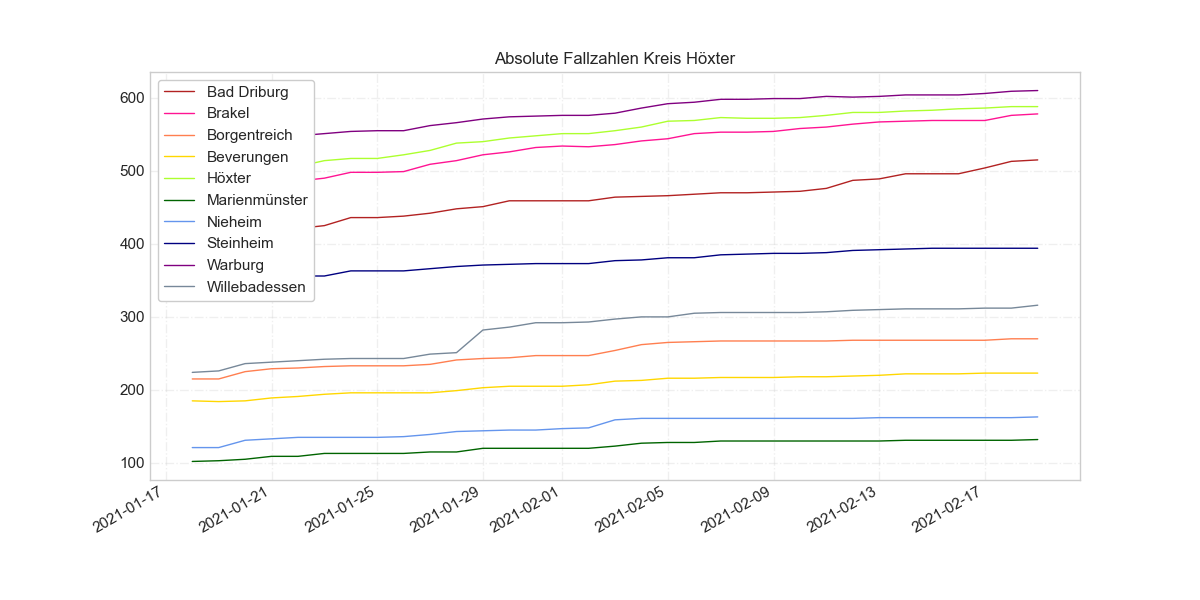 Absolute Fallzahlen Kreis Höxter
Bad Driburg
Brakel
Borgentreich
Beverungen
Höxter
Marienmünster
Nieheim
Steinheim
Warburg
Willebadessen
600
500
400
300
200
100
2021-01-17
2021-01-21
2021-01-25
2021-01-29
2021-02-01
2021-02-05
2021-02-09
2021-02-13
2021-02-17